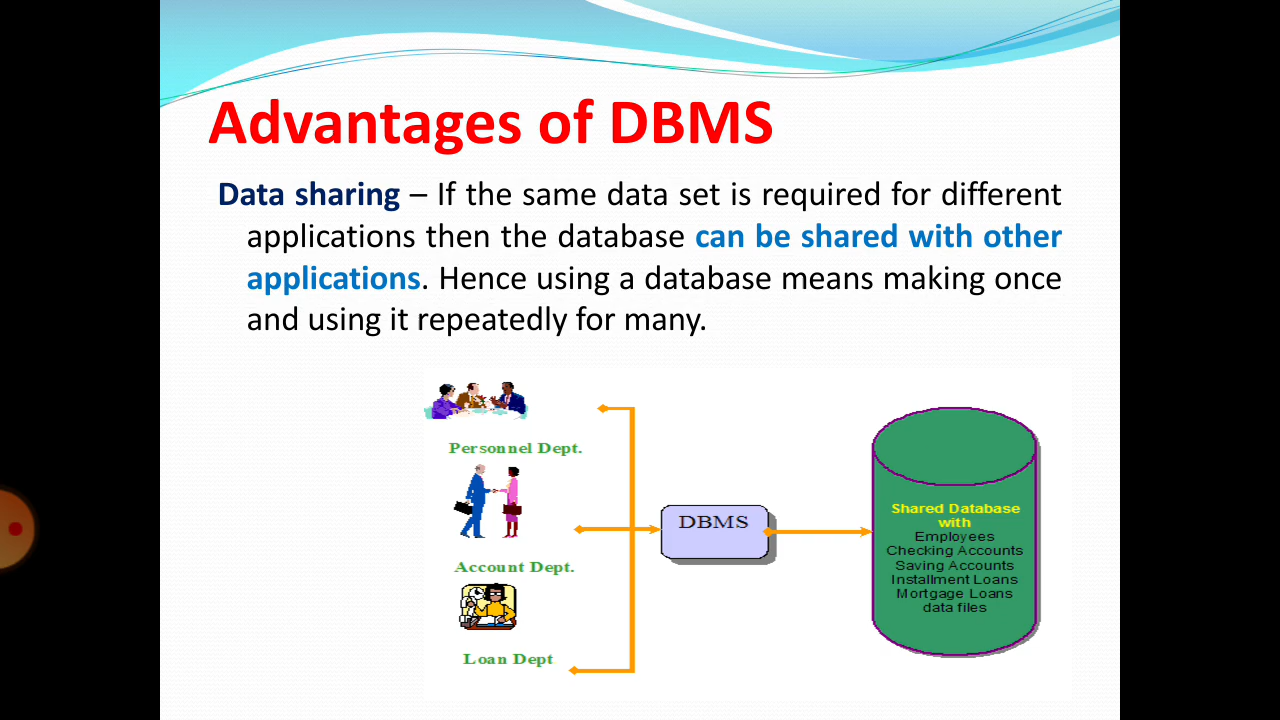 Advantages of DBMS
Data sharing – If the same data set is required for different
applications then the database can be shared with other
applications. Hence using a database means making once
and using it repeatedly for many.
Personnel Dept.
Account Dept.
Loan Dept
DBMS
Shared Database
with
Employees
Checking Accounts
Saving Accounts
Installment Loans
Mortgage Loans
data files